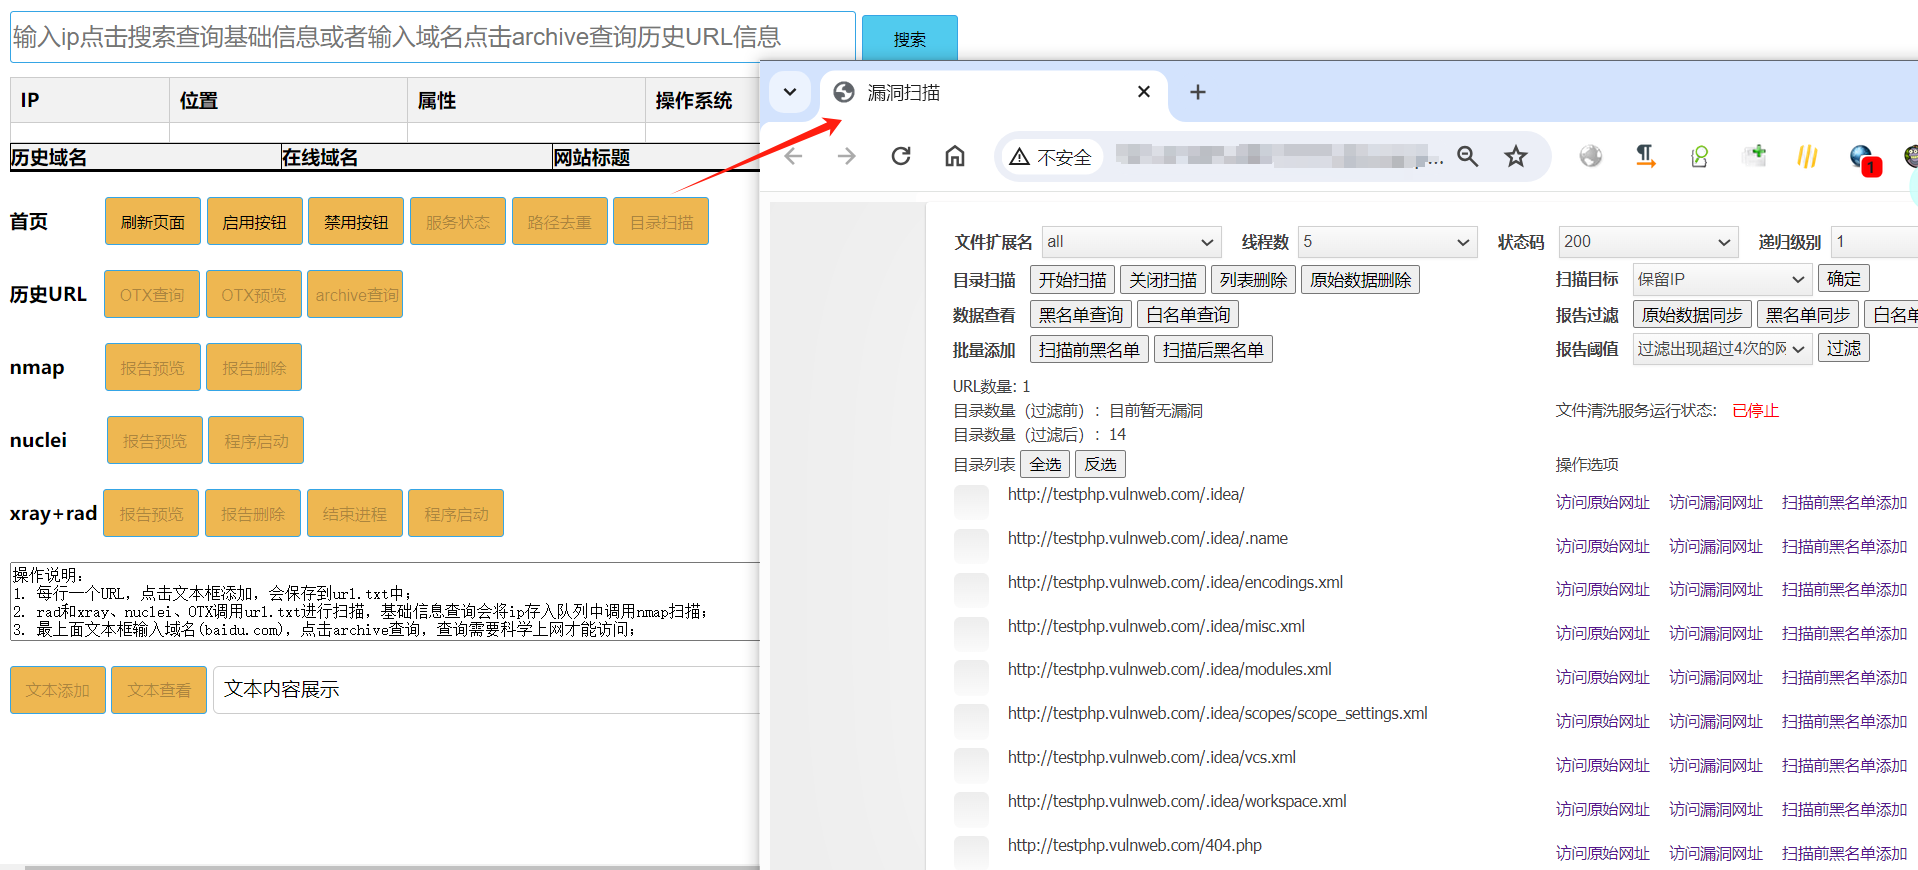 输入ip点击搜索查询基础信息或者输入域名点击archive查询历史URL信息
搜索
IP 位置 属性 操作系统
历史域名 在线域名 网站标题
首页 刷新页面 启用按钮 禁用按钮 服务状态 路径去重 目录扫描
历史URL OTX查询 OTX预览 archive查询
nmap 报告预览 报告删除
nuclei 报告预览 程序启动
xray+rad 报告预览 报告删除 结束进程 程序启动
操作说明：
1. 每行一个URL，点击文本框添加，会保存到url.txt中；
2. rad和xray、nuclei、OTX调用url.txt进行扫描，基础信息查询会将ip存入队列中调用nmap扫描；
3. 最上面文本框输入域名(baidu.com)，点击archive查询，查询需要科学上网才能访问；
文本添加 文本查看 文本内容展示
漏洞扫描
不安全 ...
1
文件扩展名 all 线程数 5 状态码 200 递归级别 1
目录扫描 开始扫描 关闭扫描 列表删除 原始数据删除 扫描目标 保留IP 确定
数据查看 黑名单查询 白名单查询 报告过滤 原始数据同步 黑名单同步 白名单
批量添加 扫描前黑名单 扫描后黑名单 报告阈值 过滤出现超过4次的网 过滤
URL数量: 1
目录数量（过滤前）: 目前暂无漏洞 文件清洗服务运行状态: 已停止
目录数量（过滤后）: 14
目录列表 全选 反选 操作选项
http://testphp.vulnweb.com/.idea/ 访问原始网址 访问漏洞网址 扫描前黑名单添加
http://testphp.vulnweb.com/.idea/.name 访问原始网址 访问漏洞网址 扫描前黑名单添加
http://testphp.vulnweb.com/.idea/encodings.xml 访问原始网址 访问漏洞网址 扫描前黑名单添加
http://testphp.vulnweb.com/.idea/misc.xml 访问原始网址 访问漏洞网址 扫描前黑名单添加
http://testphp.vulnweb.com/.idea/modules.xml 访问原始网址 访问漏洞网址 扫描前黑名单添加
http://testphp.vulnweb.com/.idea/scopes/scope_settings.xml 访问原始网址 访问漏洞网址 扫描前黑名单添加
http://testphp.vulnweb.com/.idea/vcs.xml 访问原始网址 访问漏洞网址 扫描前黑名单添加
http://testphp.vulnweb.com/.idea/workspace.xml 访问原始网址 访问漏洞网址 扫描前黑名单添加
http://testphp.vulnweb.com/404.php 访问原始网址 访问漏洞网址 扫描前黑名单添加